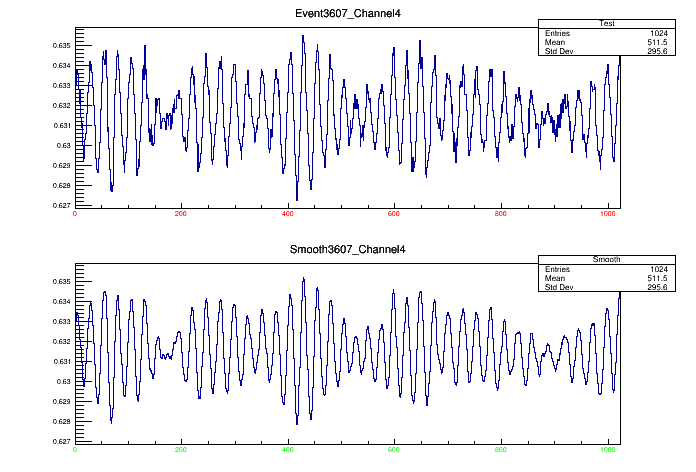 Event3607_Channel4
Test
Entries 1024
Mean 511.5
Std Dev 295.6
0.635
0.634
0.633
0.632
0.631
0.63
0.629
0.628
0.627
0 200 400 600 800 1000
Smooth3607_Channel4
Smooth
Entries 1024
Mean 511.5
Std Dev 295.6
0.635
0.634
0.633
0.632
0.631
0.63
0.629
0.628
0.627
0 200 400 600 800 1000